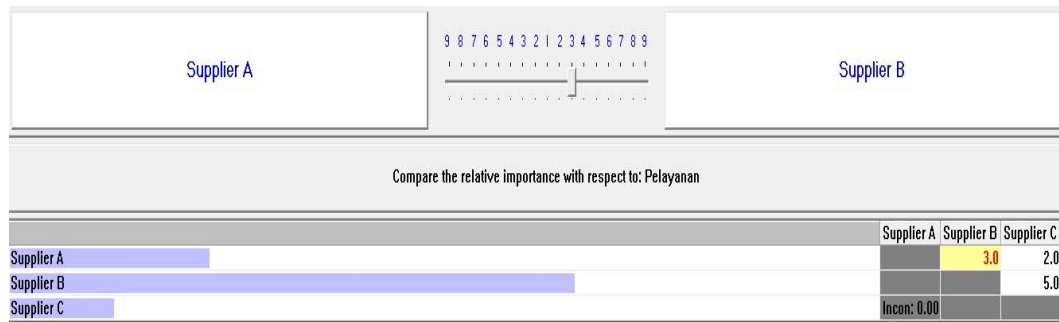 9 8 7 6 5 4 3 2 1 2 3 4 5 6 7 8 9
Supplier A
Supplier B
Compare the relative importance with respect to: Pelayanan
Supplier A Supplier B Supplier C
Supplier A 3.0 2.0
Supplier B 5.0
Supplier C Incon: 0.00